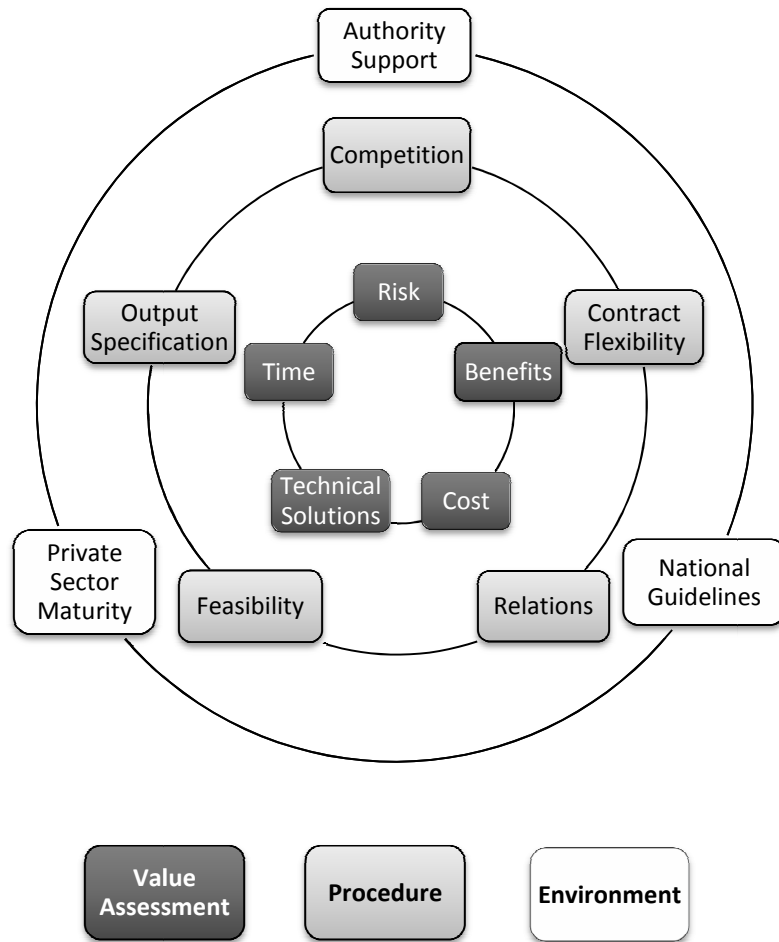 Authority
Support
Competition
Risk
Output
Specification
Contract
Flexibility
Time
Benefits
Technical
Solutions
Cost
Private
Sector
Maturity
National
Guidelines
Feasibility
Relations
Value
Assessment
Procedure
Environment